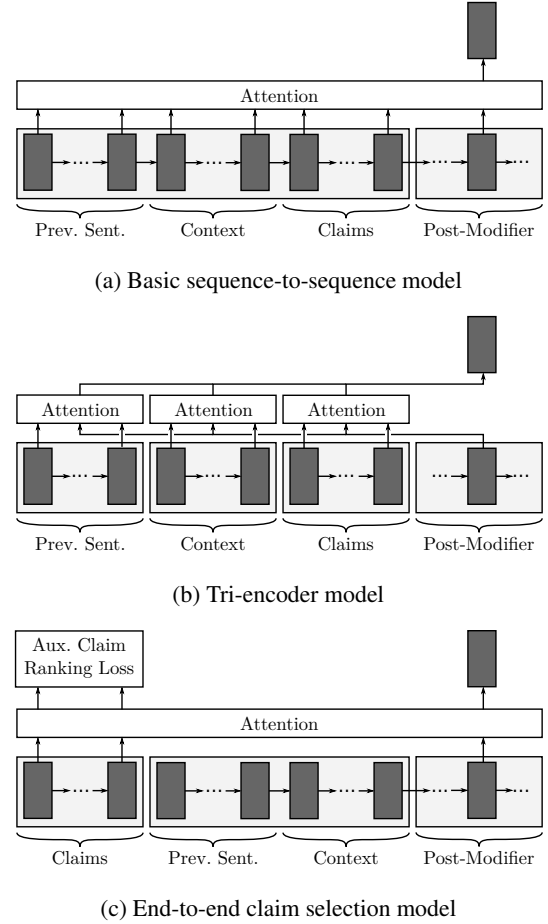 Attention
Prev. Sent. Context Claims Post-Modifier
(a) Basic sequence-to-sequence model
Attention Attention Attention
Prev. Sent. Context Claims Post-Modifier
(b) Tri-encoder model
Aux. Claim
Ranking Loss
Attention
Claims Prev. Sent. Context Post-Modifier
(c) End-to-end claim selection model